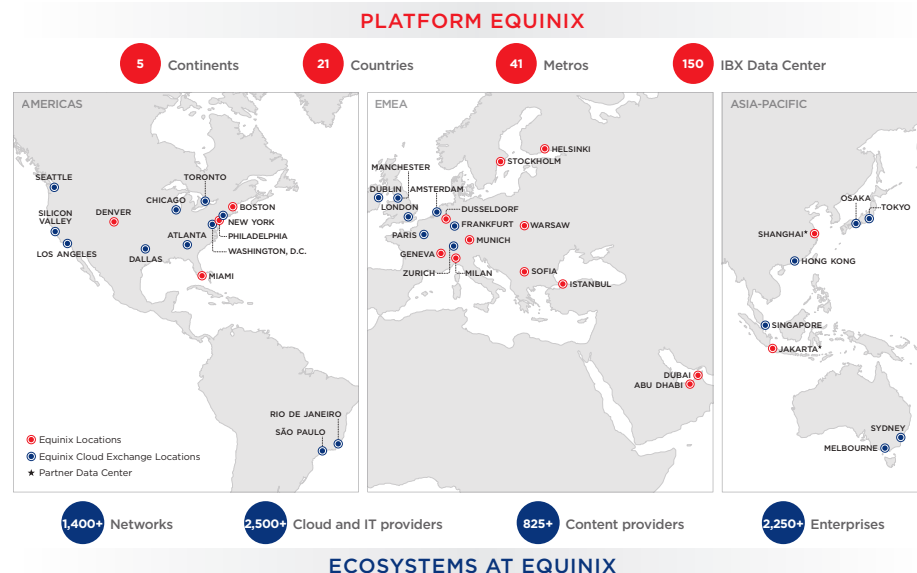 PLATFORM EQUINIX
5 Continents
21 Countries
41 Metros
150 IBX Data Center
AMERICAS
SEATTLE
SILICON
VALLEY
LOS ANGELES
DENVER
DALLAS
CHICAGO
TORONTO
ATLANTA
BOSTON
NEW YORK
PHILADELPHIA
WASHINGTON, D.C.
MIAMI
RIO DE JANEIRO
SÃO PAULO
Equinix Locations
Equinix Cloud Exchange Locations
★ Partner Data Center
EMEA
HELSINKI
STOCKHOLM
MANCHESTER
DUBLIN
AMSTERDAM
LONDON
DUSSELDORF
FRANKFURT
WARSAW
PARIS
MUNICH
GENEVA
ZURICH
MILAN
SOFIA
ISTANBUL
DUBAI
ABU DHABI
ASIA-PACIFIC
OSAKA
TOKYO
SHANGHAI★
HONG KONG
SINGAPORE
JAKARTA★
SYDNEY
MELBOURNE
1,400+ Networks
2,500+ Cloud and IT providers
825+ Content providers
2,250+ Enterprises
ECOSYSTEMS AT EQUINIX